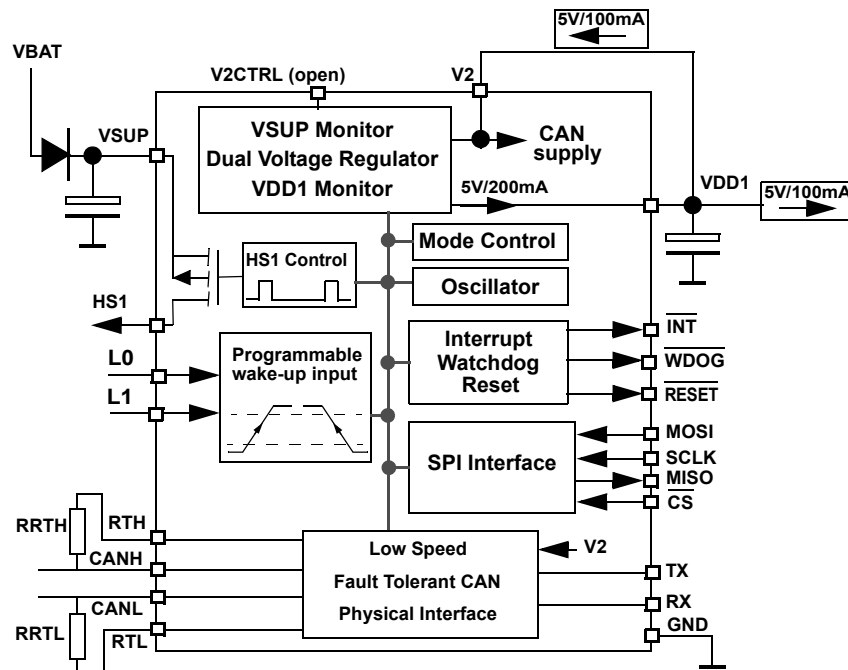 5V/100mA
VBAT
V2CTRL (open)
V2
VSUP
VSUP Monitor
Dual Voltage Regulator
VDD1 Monitor
CAN
supply
5V/200mA
VDD1
5V/100mA
Mode Control
HS1 Control
Oscillator
HS1
L0
L1
Programmable
wake-up input
Interrupt
Watchdog
Reset
INT
WDOG
RESET
SPI Interface
MOSI
SCLK
MISO
CS
RRTH
RTH
CANH
CANL
RRTL
RTL
Low Speed
Fault Tolerant CAN
Physical Interface
V2
TX
RX
GND